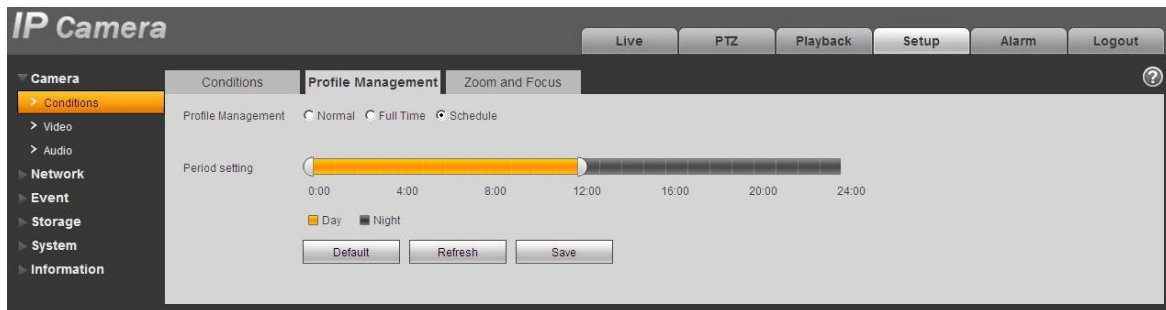 IP Camera
Live PTZ Playback Setup Alarm Logout
Camera
Conditions
Video
Audio
Network
Event
Storage
System
Information
Conditions Profile Management Zoom and Focus
?
Profile Management Normal Full Time Schedule
Period setting
0:00 4:00 8:00 12:00 16:00 20:00 24:00
Day Night
Default Refresh Save